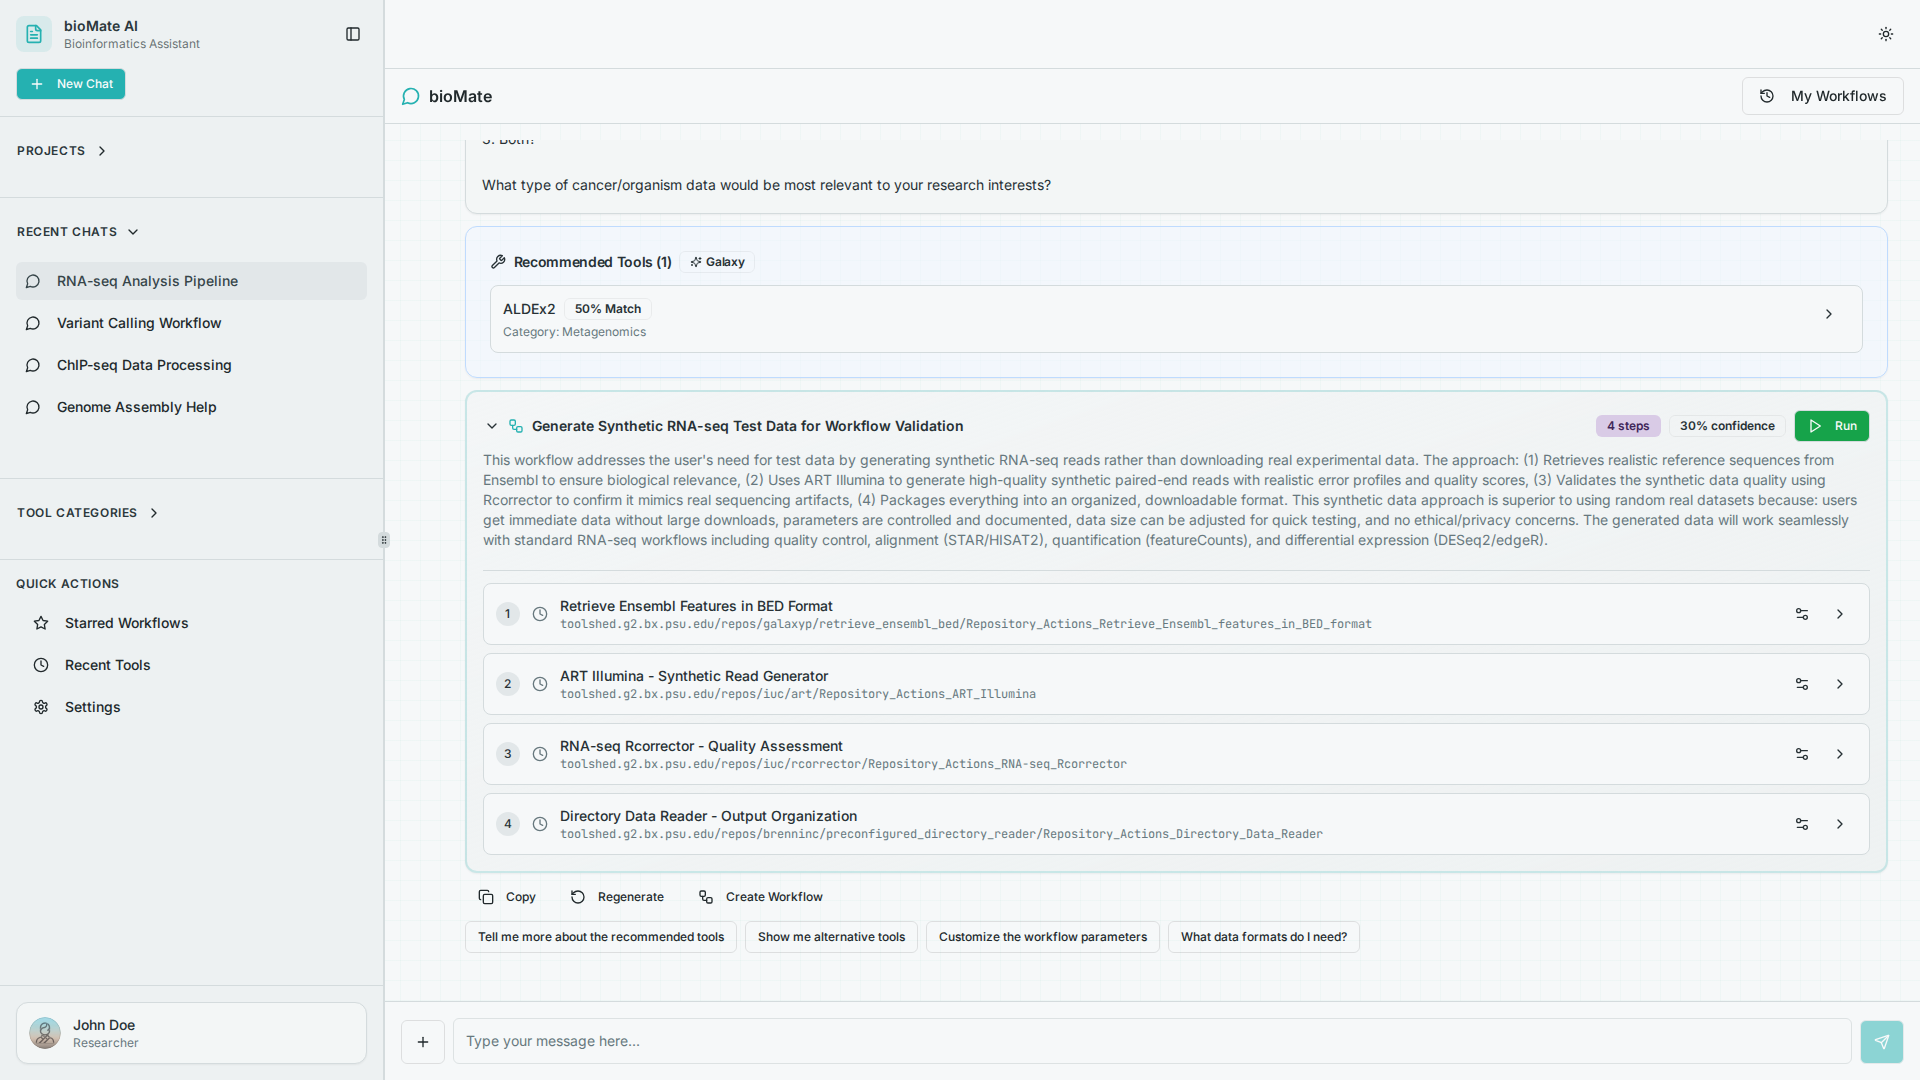 bioMate AI
Bioinformatics Assistant
New Chat
PROJECTS
RECENT CHATS
RNA-seq Analysis Pipeline
Variant Calling Workflow
ChIP-seq Data Processing
Genome Assembly Help
TOOL CATEGORIES
QUICK ACTIONS
Starred Workflows
Recent Tools
Settings
John Doe
Researcher
bioMate
My Workflows
3. Both?
What type of cancer/organism data would be most relevant to your research interests?
Recommended Tools (1) Galaxy
ALDEx2 50% Match
Category: Metagenomics
Generate Synthetic RNA-seq Test Data for Workflow Validation 4 steps 30% confidence Run
This workflow addresses the user's need for test data by generating synthetic RNA-seq reads rather than downloading real experimental data. The approach: (1) Retrieves realistic reference sequences from
Ensembl to ensure biological relevance, (2) Uses ART Illumina to generate high-quality synthetic paired-end reads with realistic error profiles and quality scores, (3) Validates the synthetic data quality using
Rcorrector to confirm it mimics real sequencing artifacts, (4) Packages everything into an organized, downloadable format. This synthetic data approach is superior to using random real datasets because: users
get immediate data without large downloads, parameters are controlled and documented, data size can be adjusted for quick testing, and no ethical/privacy concerns. The generated data will work seamlessly
with standard RNA-seq workflows including quality control, alignment (STAR/HISAT2), quantification (featureCounts), and differential expression (DESeq2/edgeR).
1 Retrieve Ensembl Features in BED Format
toolshed.g2.bx.psu.edu/repos/galaxyp/retrieve_ensembl_bed/Repository_Actions_Retrieve_Ensembl_features_in_BED_format
2 ART Illumina - Synthetic Read Generator
toolshed.g2.bx.psu.edu/repos/iuc/art/Repository_Actions_ART_Illumina
3 RNA-seq Rcorrector - Quality Assessment
toolshed.g2.bx.psu.edu/repos/iuc/rcorrector/Repository_Actions_RNA-seq_Rcorrector
4 Directory Data Reader - Output Organization
toolshed.g2.bx.psu.edu/repos/brenninc/preconfigured_directory_reader/Repository_Actions_Directory_Data_Reader
Copy Regenerate Create Workflow
Tell me more about the recommended tools Show me alternative tools Customize the workflow parameters What data formats do I need?
Type your message here...